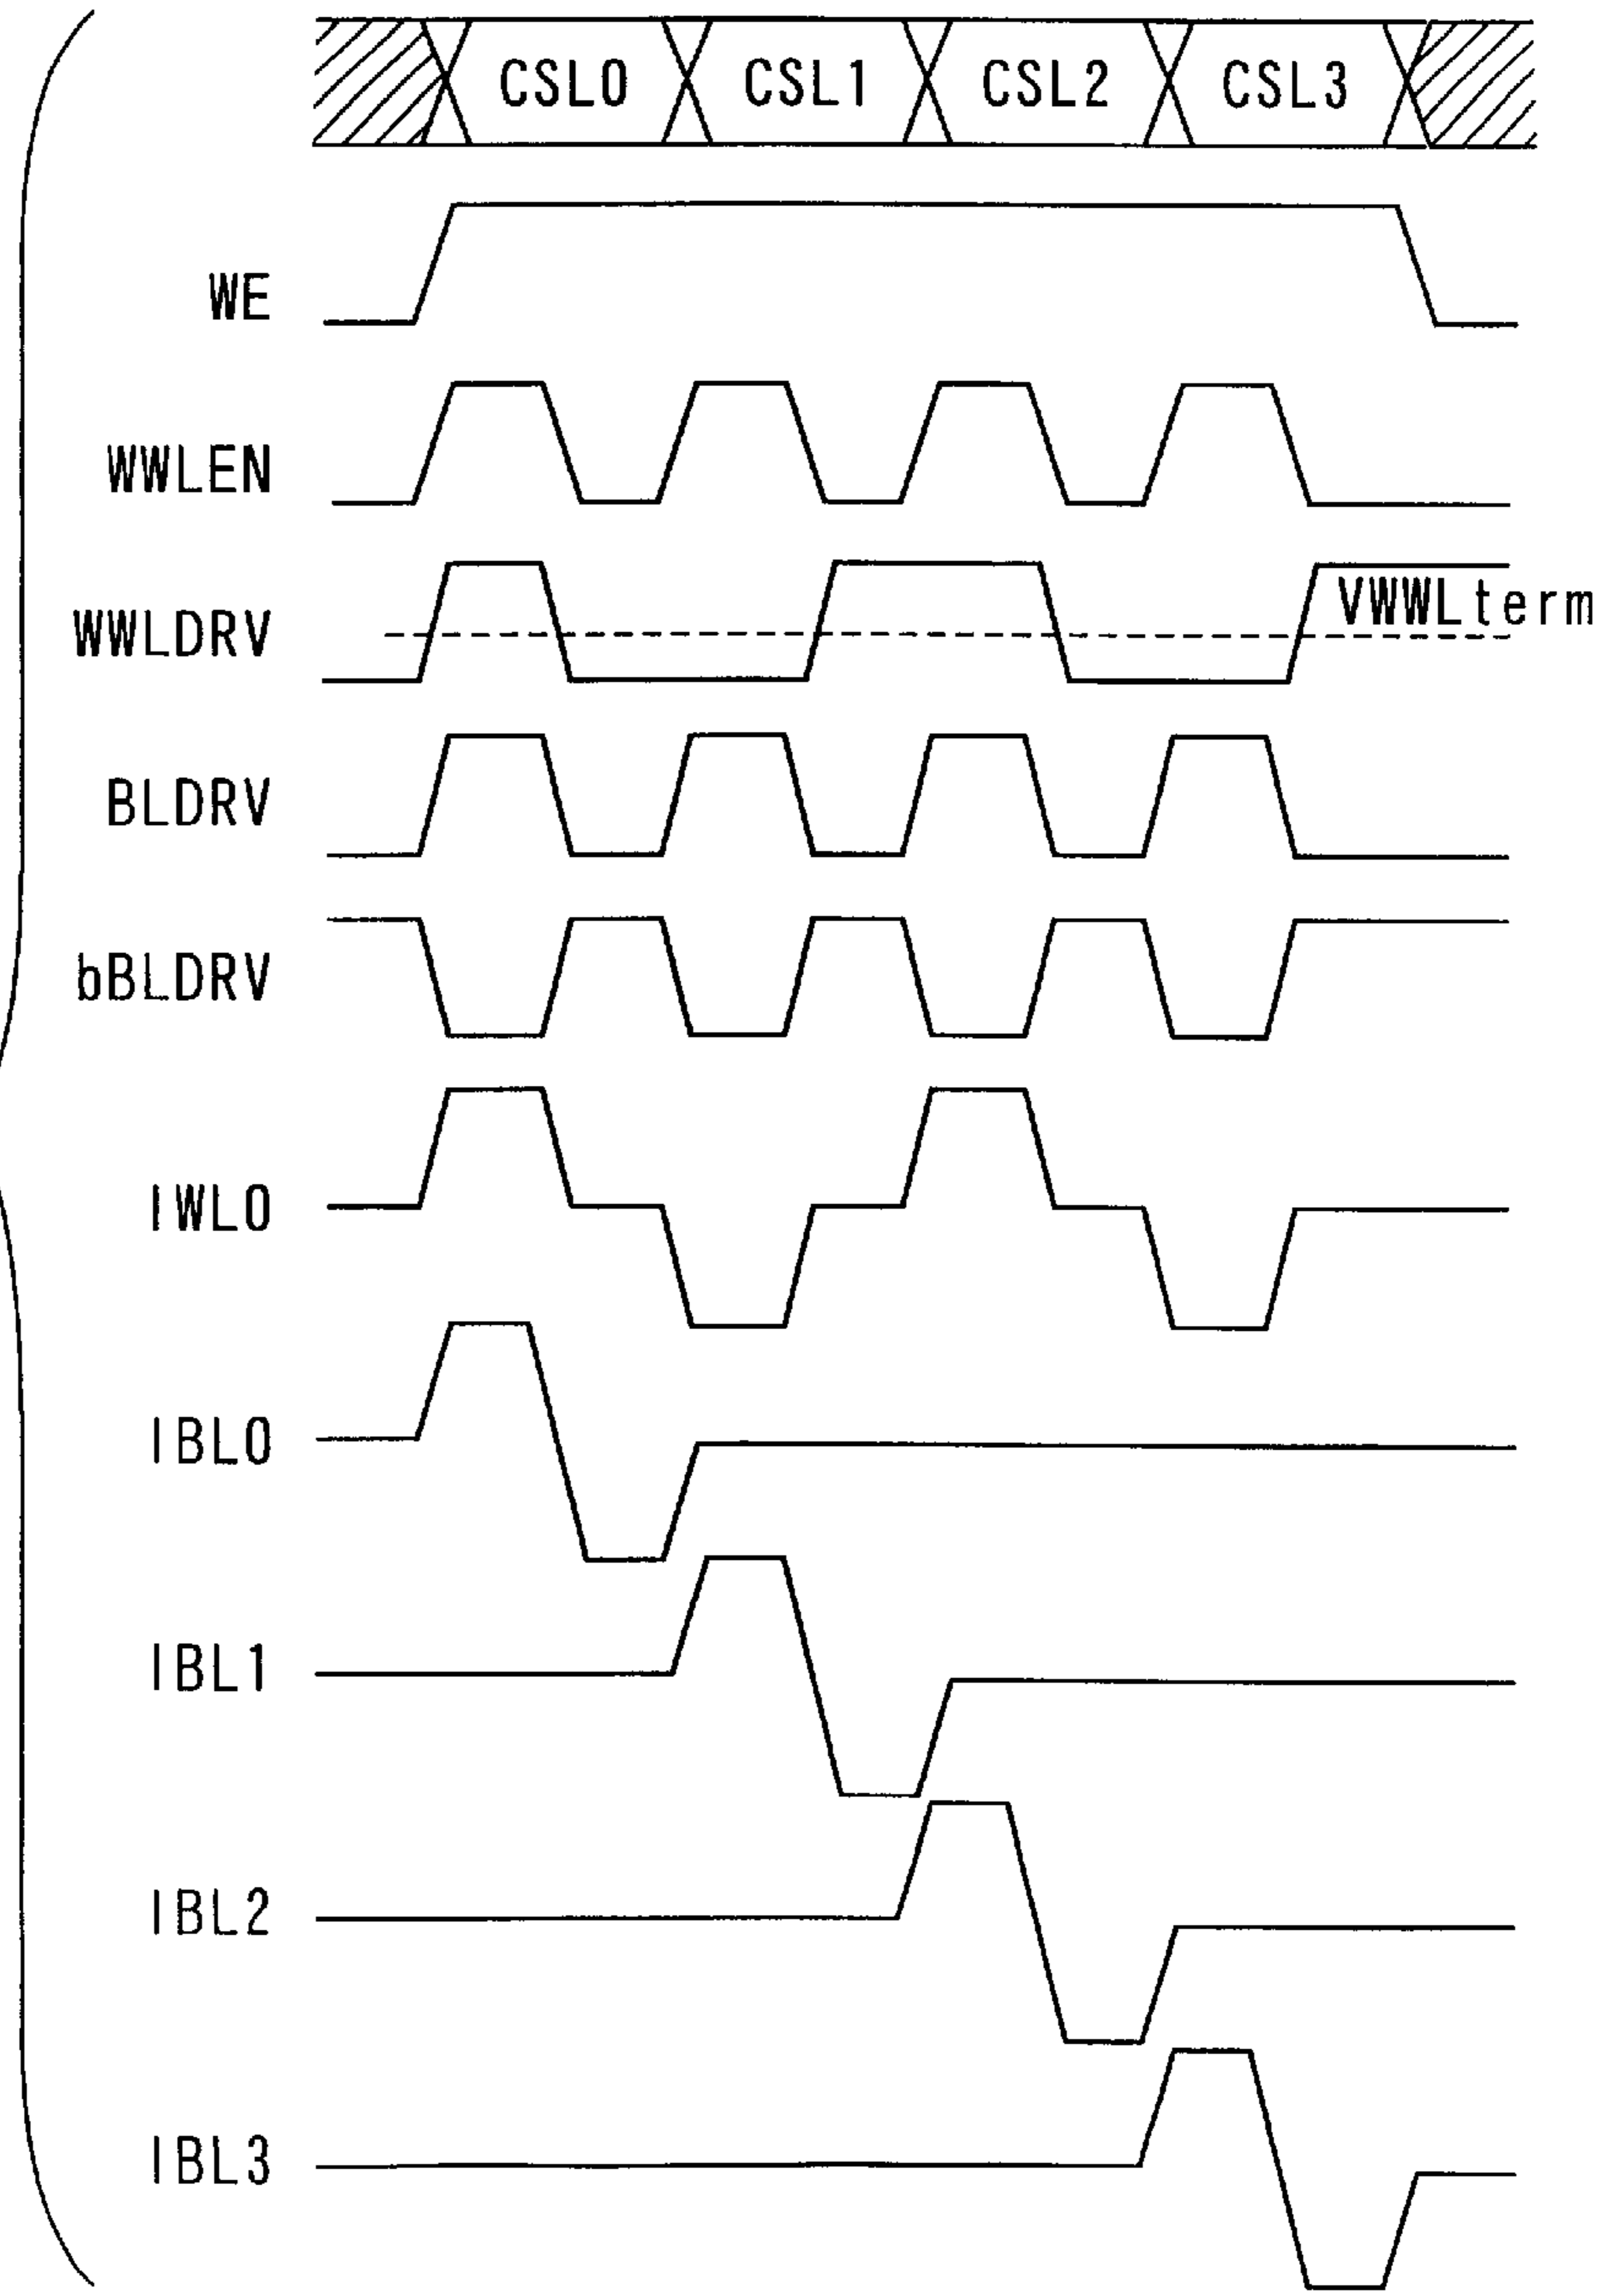 CSL0 CSL1 CSL2 CSL3
WE
WWLEN
WWLDRV VWWLterm
BLDRV
bBLDRV
IWL0
IBL0
IBL1
IBL2
IBL3